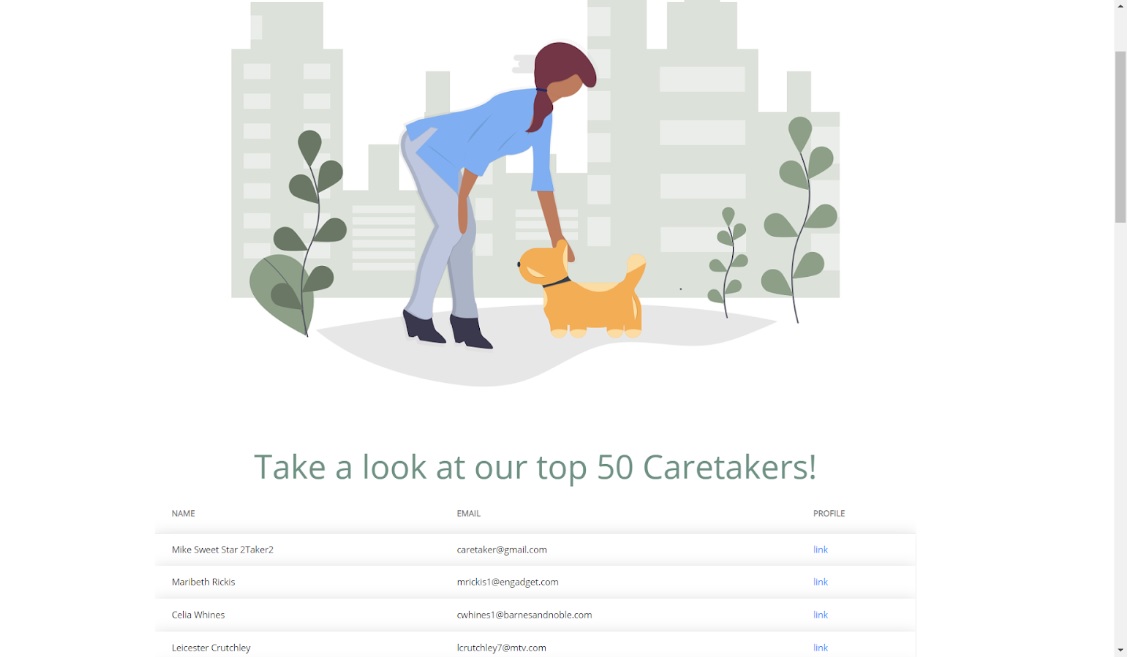 Take a look at our top 50 Caretakers!
NAME EMAIL PROFILE
Mike Sweet Star 2Taker2 caretaker@gmail.com link
Maribeth Rickis mrickis1@engadget.com link
Celia Whines cwhines1@barnesandnoble.com link
Leicester Crutchley lcrutchley7@mtv.com link